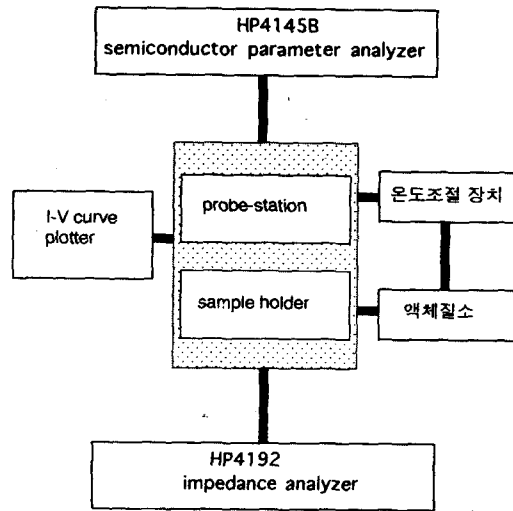 HP4145B
semiconductor parameter analyzer
probe-station
온도조절 장치
I-V curve
plotter
sample holder
액체질소
HP4192
impedance analyzer